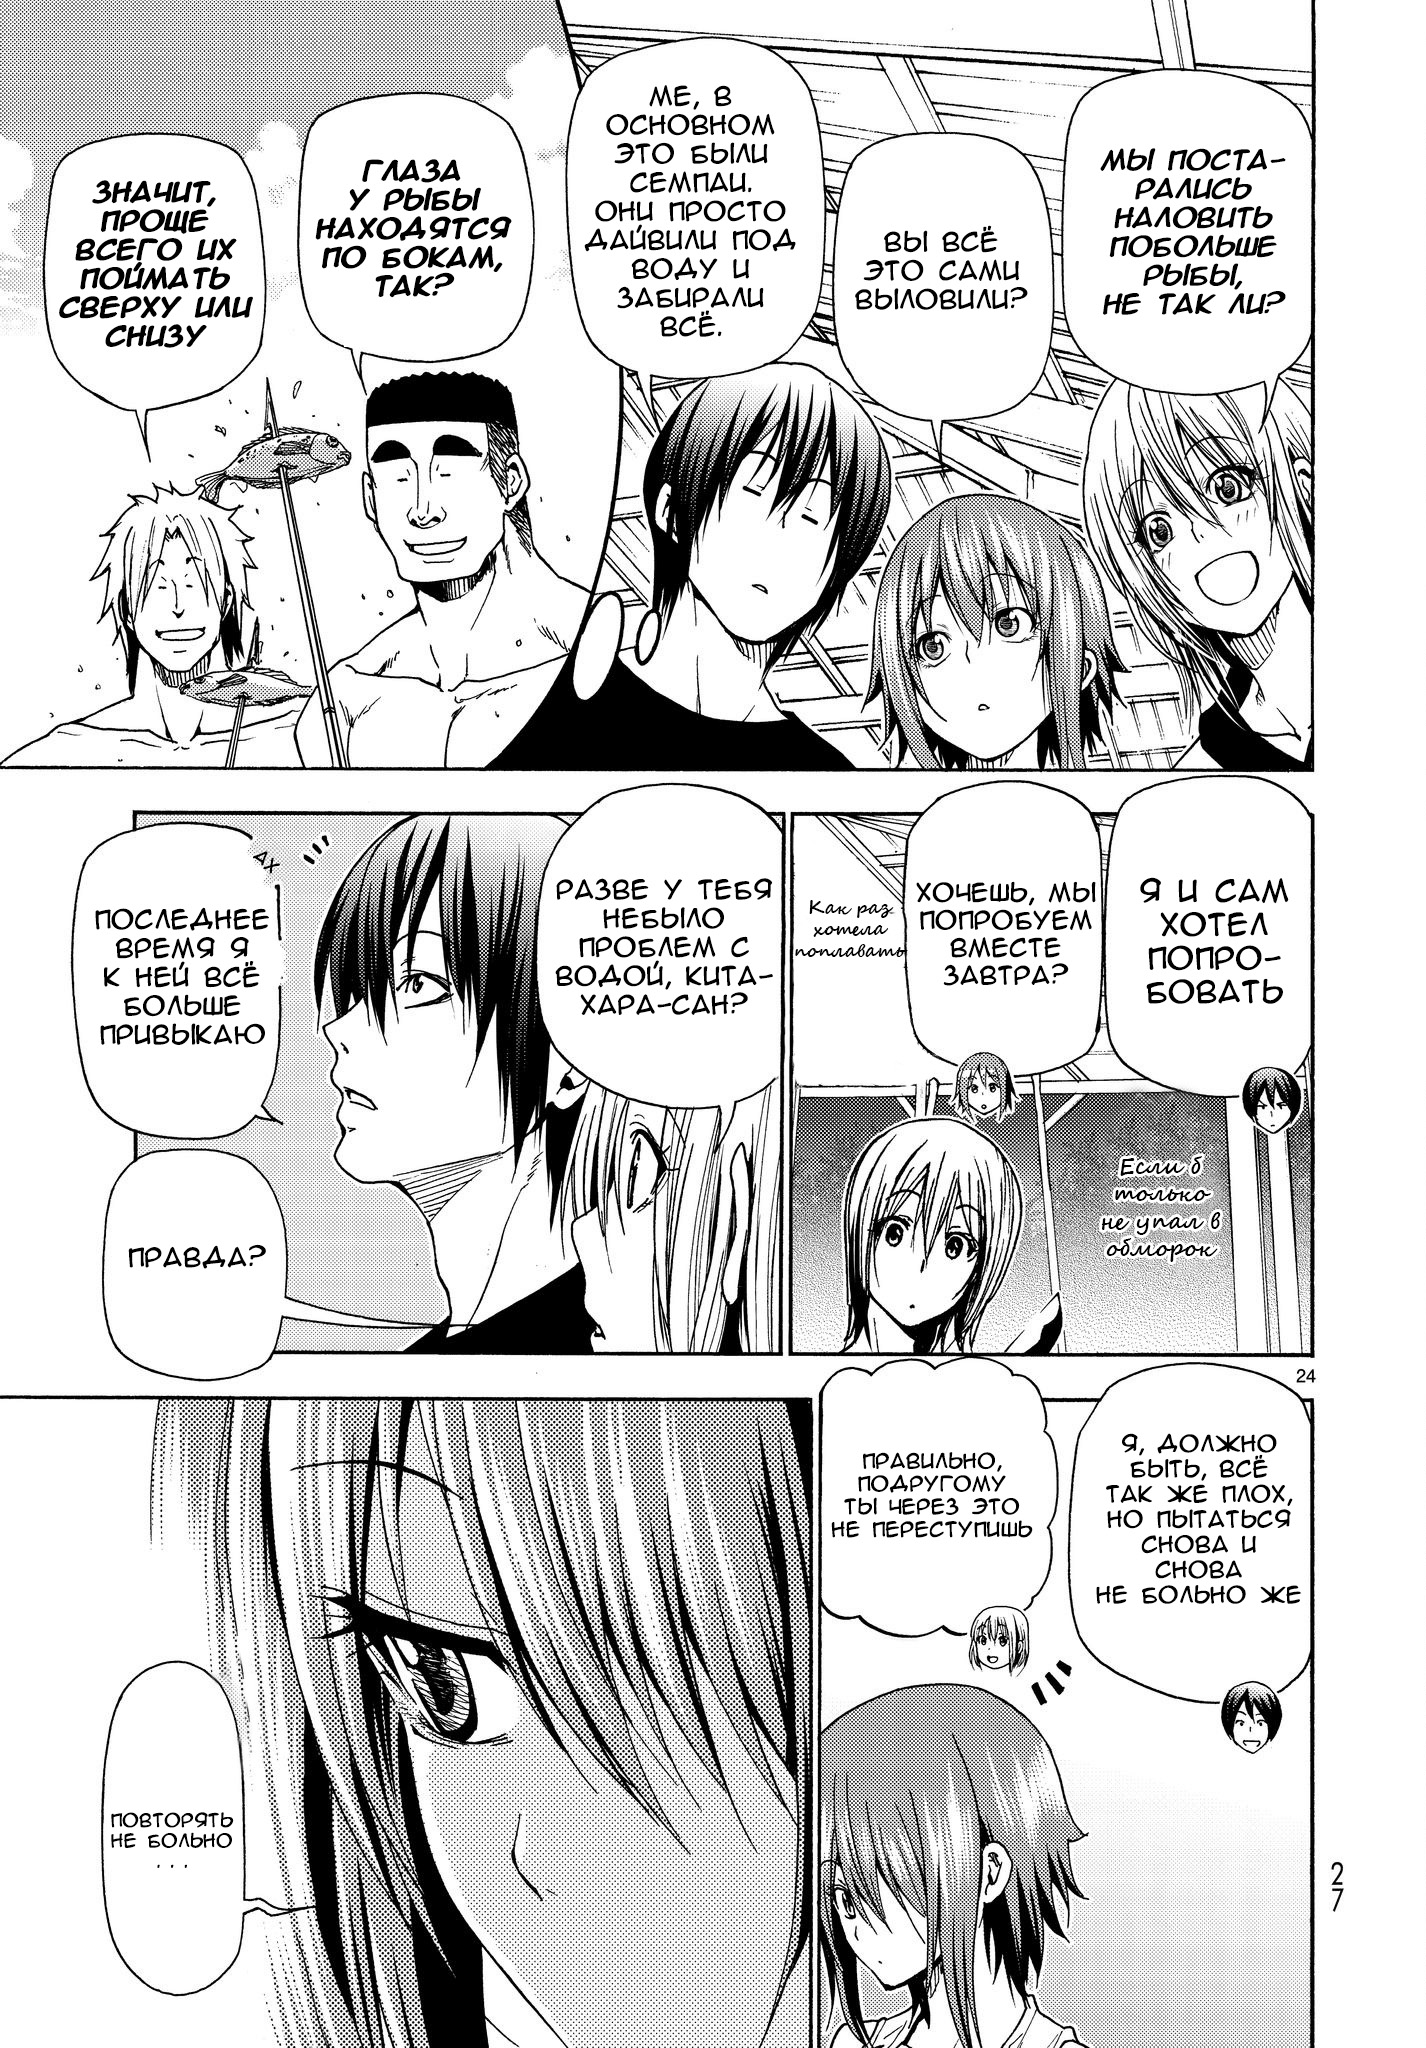 МЫ ПОСТА-
РАЛИСЬ
НАЛОВИТЬ
ПОБОЛЬШЕ
РЫБЫ,
НЕ ТАК ЛИ?
ВЫ ВСЁ
ЭТО САМИ
ВЫЛОВИЛИ?
МЕ, В
ОСНОВНОМ
ЭТО БЫЛИ
СЕМПАИ.
ОНИ ПРОСТО
ДАЙВИЛИ ПОД
ВОДУ И
ЗАБИРАЛИ
ВСЁ.
ГЛАЗА
У РЫБЫ
НАХОДЯТСЯ
ПО БОКАМ,
ТАК?
ЗНАЧИТ,
ПРОЩЕ
ВСЕГО ИХ
ПОЙМАТЬ
СВЕРХУ ИЛИ
СНИЗУ
Я И САМ
ХОТЕЛ
ПОПРО-
БОВАТЬ
Если б
только
не упал в
обморок
ХОЧЕШЬ, МЫ
ПОПРОБУЕМ
ВМЕСТЕ
ЗАВТРА?
Как раз
хотела
поплавать
РАЗВЕ У ТЕБЯ
НЕБЫЛО
ПРОБЛЕМ С
ВОДОЙ, КИТА-
ХАРА-САН?
АХ
ПОСЛЕДНЕЕ
ВРЕМЯ Я
К НЕЙ ВСЁ
БОЛЬШЕ
ПРИВЫКАЮ
ПРАВДА?
24
Я, ДОЛЖНО
БЫТЬ, ВСЁ
ТАК ЖЕ ПЛОХ,
НО ПЫТАТЬСЯ
СНОВА И
СНОВА
НЕ БОЛЬНО ЖЕ
ПРАВИЛЬНО,
ПОДРУГОМУ
ТЫ ЧЕРЕЗ ЭТО
НЕ ПЕРЕСТУПИШЬ
ПОВТОРЯТЬ
НЕ БОЛЬНО
...
27